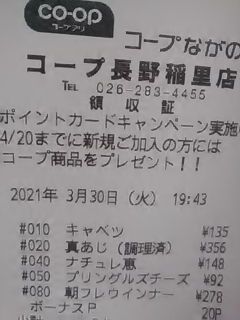 co-op
コープアプリ
コープながの
コープ長野稲里店
TEL 026-283-4455
領 収 証
ポイントカードキャンペーン実施
4/20までに新規ご加入の方には
コープ商品をプレゼント！！
2021年 3月30日（火） 19:43
#010 キャベツ ¥135
#020 真あじ（調理済） ¥356
#040 ナチュレ恵 ¥148
#050 プリングルズチーズ ¥92
#080 朝フレウインナー ¥278
ボーナスP 20P